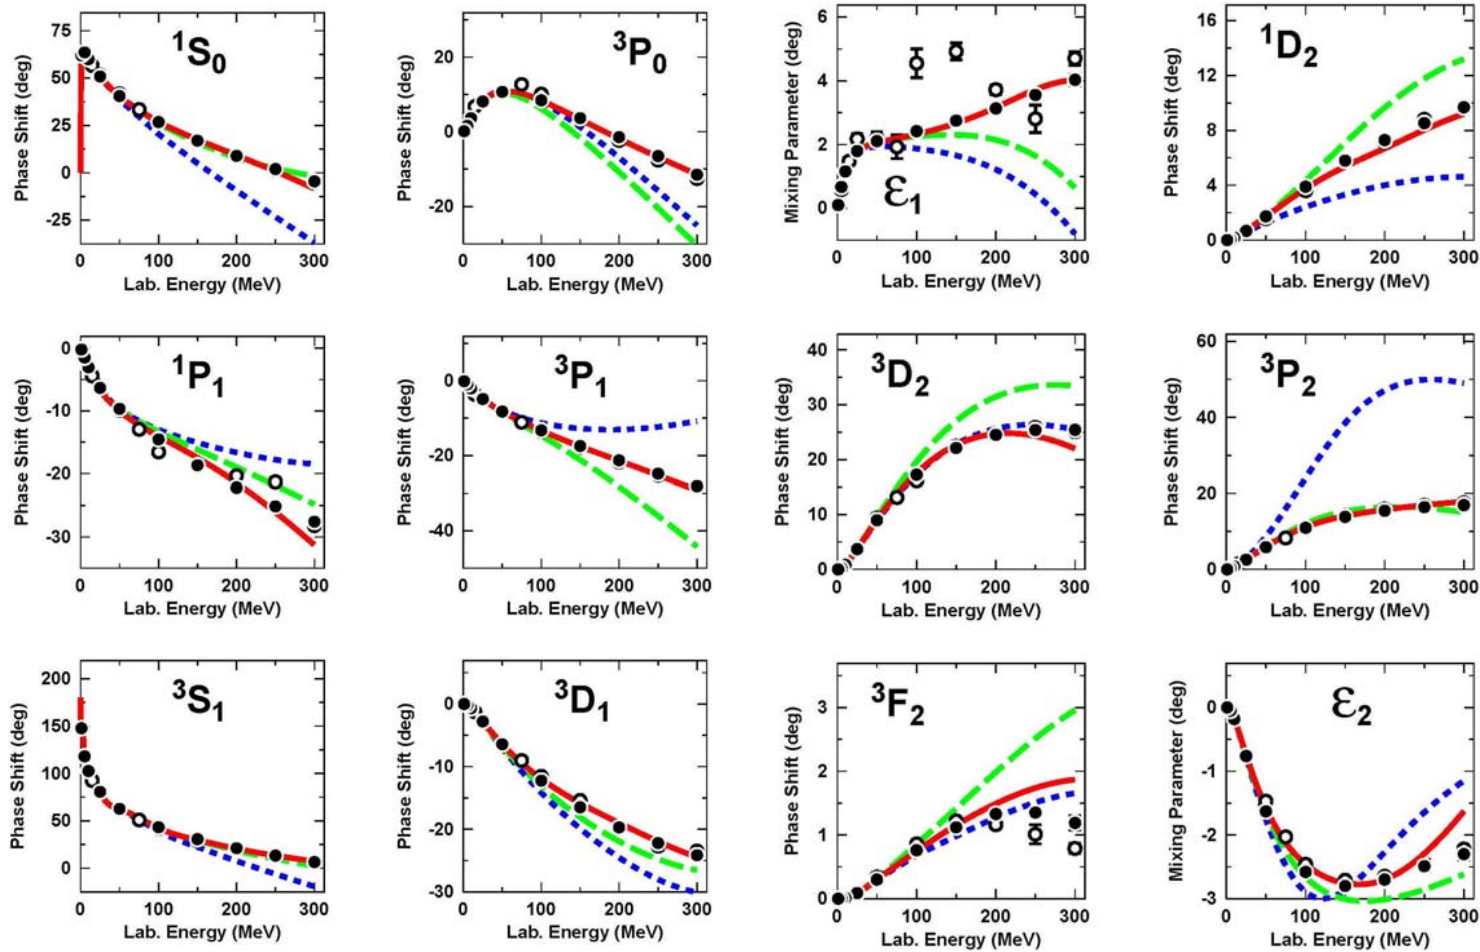 75
50
25
0
-25
Phase Shift (deg)
¹S₀
0 100 200 300
Lab. Energy (MeV)
20
0
-20
Phase Shift (deg)
³P₀
0 100 200 300
Lab. Energy (MeV)
6
4
2
0
Mixing Parameter (deg)
ε₁
0 100 200 300
Lab. Energy (MeV)
16
12
8
4
0
Phase Shift (deg)
¹D₂
0 100 200 300
Lab. Energy (MeV)
0
-10
-20
-30
Phase Shift (deg)
¹P₁
0 100 200 300
Lab. Energy (MeV)
0
-20
-40
Phase Shift (deg)
³P₁
0 100 200 300
Lab. Energy (MeV)
40
30
20
10
0
Phase Shift (deg)
³D₂
0 100 200 300
Lab. Energy (MeV)
60
40
20
0
Phase Shift (deg)
³P₂
0 100 200 300
Lab. Energy (MeV)
200
150
100
50
0
Phase Shift (deg)
³S₁
0 100 200 300
Lab. Energy (MeV)
0
-10
-20
-30
Phase Shift (deg)
³D₁
0 100 200 300
Lab. Energy (MeV)
3
2
1
0
Phase Shift (deg)
³F₂
0 100 200 300
Lab. Energy (MeV)
0
-1
-2
-3
Mixing Parameter (deg)
ε₂
0 100 200 300
Lab. Energy (MeV)